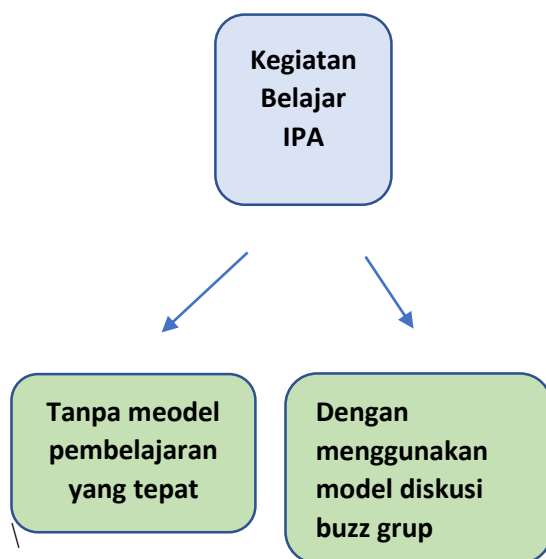 Kegiatan
Belajar
IPA
Tanpa meodel
pembelajaran
yang tepat
Dengan
menggunakan
model diskusi
buzz grup
\